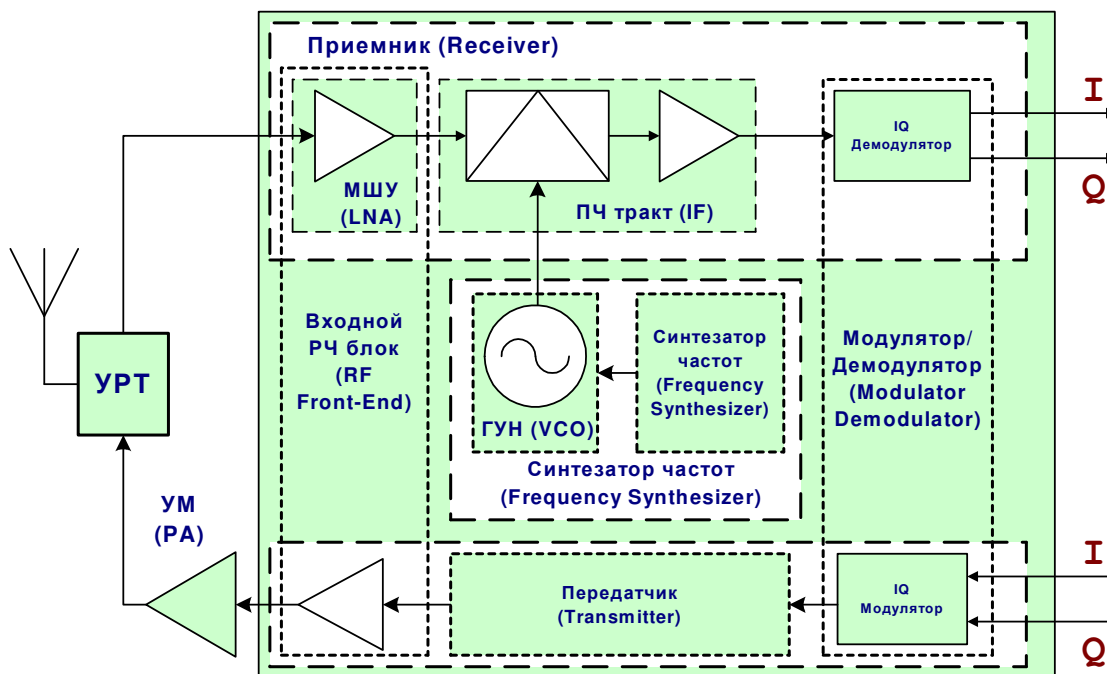 Приемник (Receiver)
I
IQ
Демодулятор
Q
МШУ
(LNA)
ПЧ тракт (IF)
УРТ
Входной
РЧ блок
(RF
Front-End)
Синтезатор
частот
(Frequency
Synthesizer)
ГУН (VCO)
Синтезатор частот
(Frequency Synthesizer)
Модулятор/
Демодулятор
(Modulator
Demodulator)
УМ
(PA)
Передатчик
(Transmitter)
I
IQ
Модулятор
Q